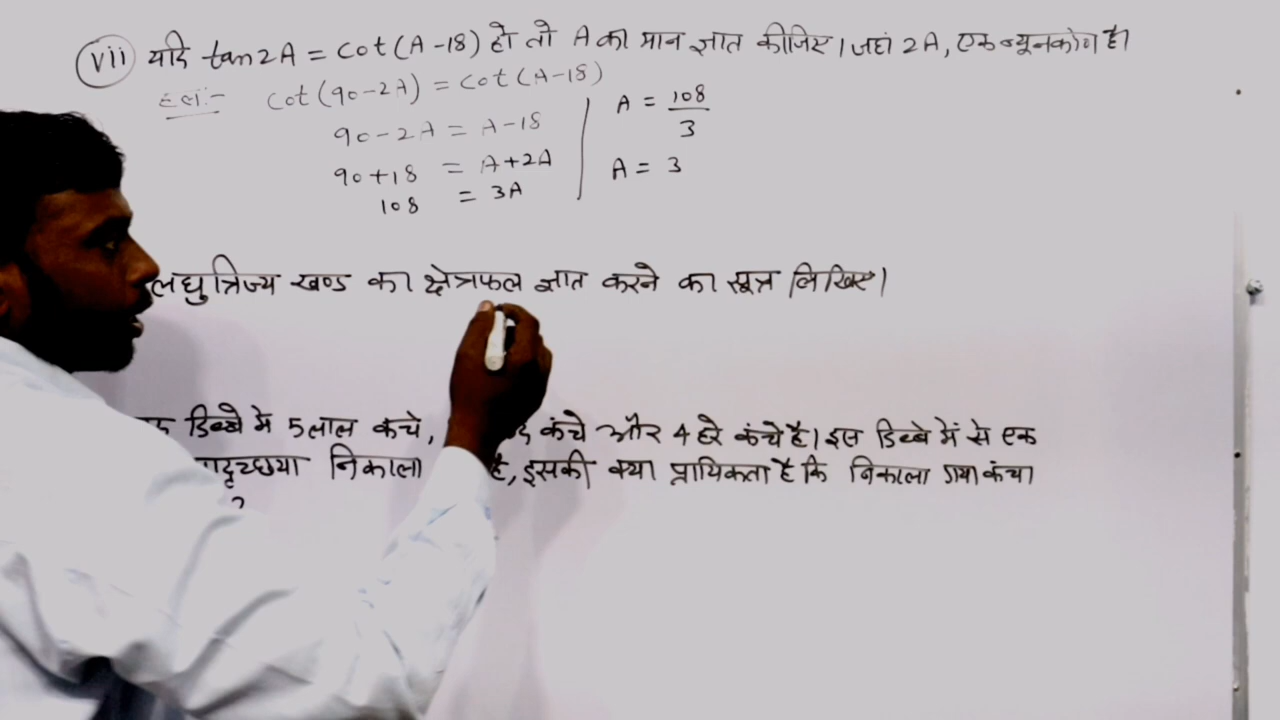 (vii) यदि tan2A = cot(A-18) हो तो A का मान ज्ञात कीजिए। जहां 2A, एक न्यूनकोण है।
हल:- cot(90-2A) = cot(A-18)
90-2A = A-18
90+18 = A+2A
108 = 3A
A = 108/3
A = 3
लघु त्रिज्य खण्ड का क्षेत्रफल ज्ञात करने का सूत्र लिखिए।
डिब्बे में 5 लाल कंचे, कंचे और 4 हरे कंचे है। इस डिब्बे में से एक
निकाला है, इसकी क्या प्रायिकता है कि निकाला गया कंचा
?